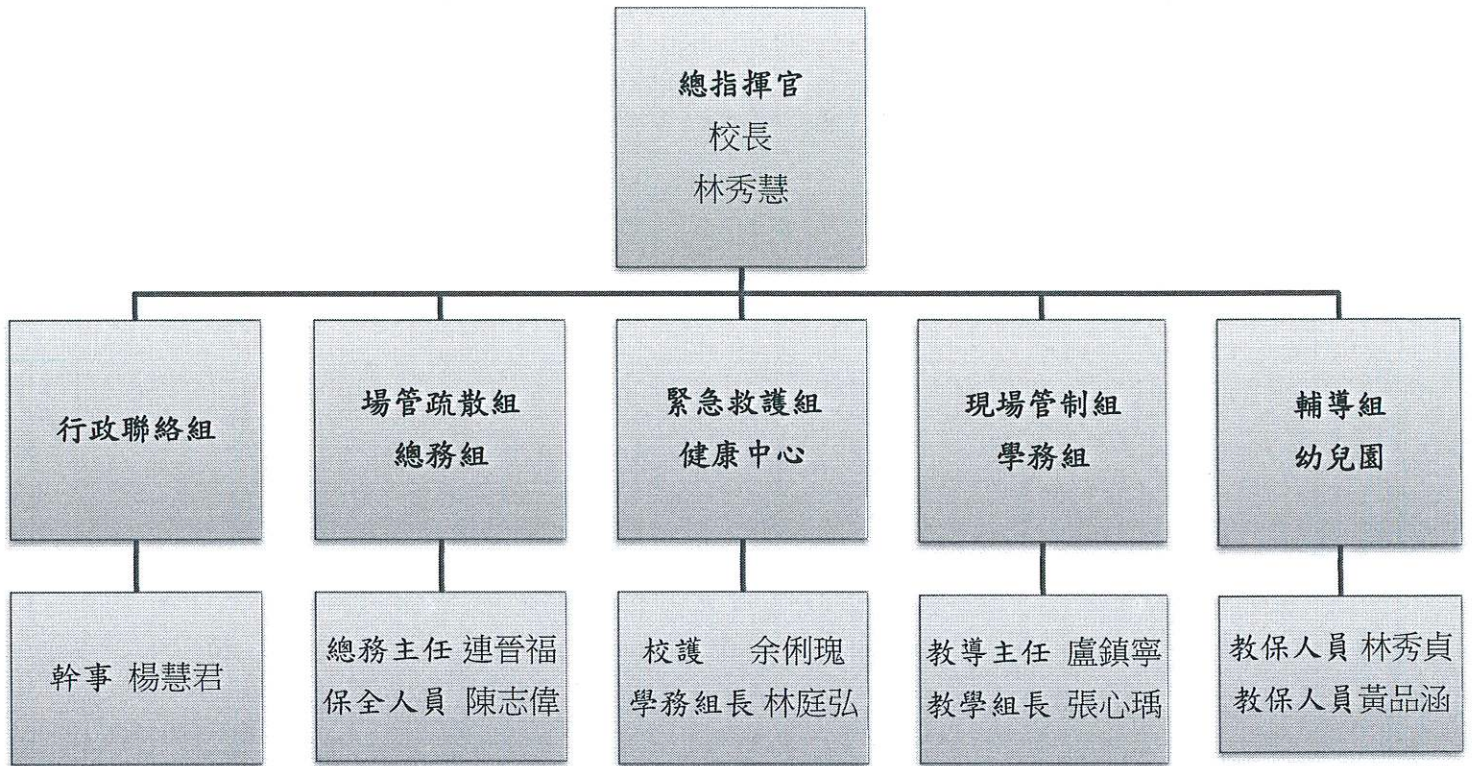 總指揮官
校長
林秀慧
行政聯絡組
場管疏散組
總務組
緊急救護組
健康中心
現場管制組
學務組
輔導組
幼兒園
幹事 楊慧君
總務主任 連晉福
保全人員 陳志偉
校護 余俐瑰
學務組長 林庭弘
教導主任 盧鎮寧
教學組長 張心瑀
教保人員 林秀貞
教保人員 黃品涵